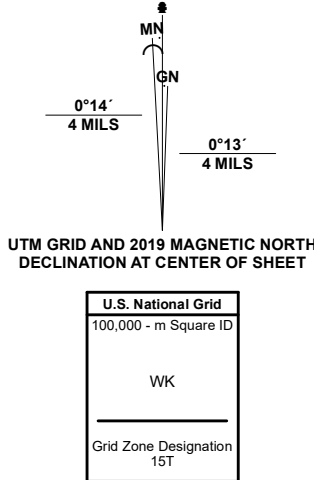 MN
GN
0°14´
4 MILS
0°13´
4 MILS
UTM GRID AND 2019 MAGNETIC NORTH
DECLINATION AT CENTER OF SHEET
U.S. National Grid
100,000 - m Square ID
WK
Grid Zone Designation
15T